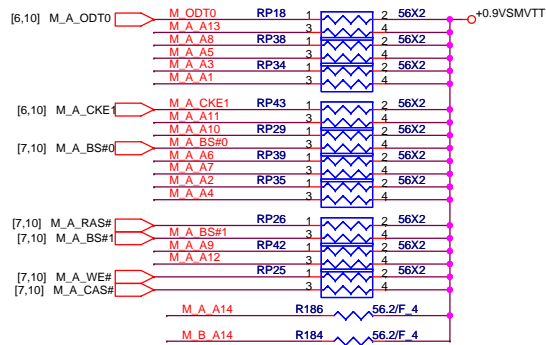 [6,10] M_A_ODT0 M_ODT0 RP18 1 2 56X2 +0.9VSMVTT
M_A_A13 3 4
M_A_A8 RP38 1 2 56X2
M_A_A5 3 4
M_A_A3 RP34 1 2 56X2
M_A_A1 3 4
[6,10] M_A_CKE1 M_A_CKE1 RP43 1 2 56X2
M_A_A11 3 4
M_A_A10 RP29 1 2 56X2
[7,10] M_A_BS#0 M_A_BS#0 3 4
M_A_A6 RP39 1 2 56X2
M_A_A7 3 4
M_A_A2 RP35 1 2 56X2
M_A_A4 3 4
[7,10] M_A_RAS# RP26 1 2 56X2
[7,10] M_A_BS#1 M_A_BS#1 3 4
M_A_A9 RP42 1 2 56X2
M_A_A12 3 4
[7,10] M_A_WE# RP25 1 2 56X2
[7,10] M_A_CAS# 3 4
M_A_A14 R186 56.2/F_4
M_B_A14 R184 56.2/F_4